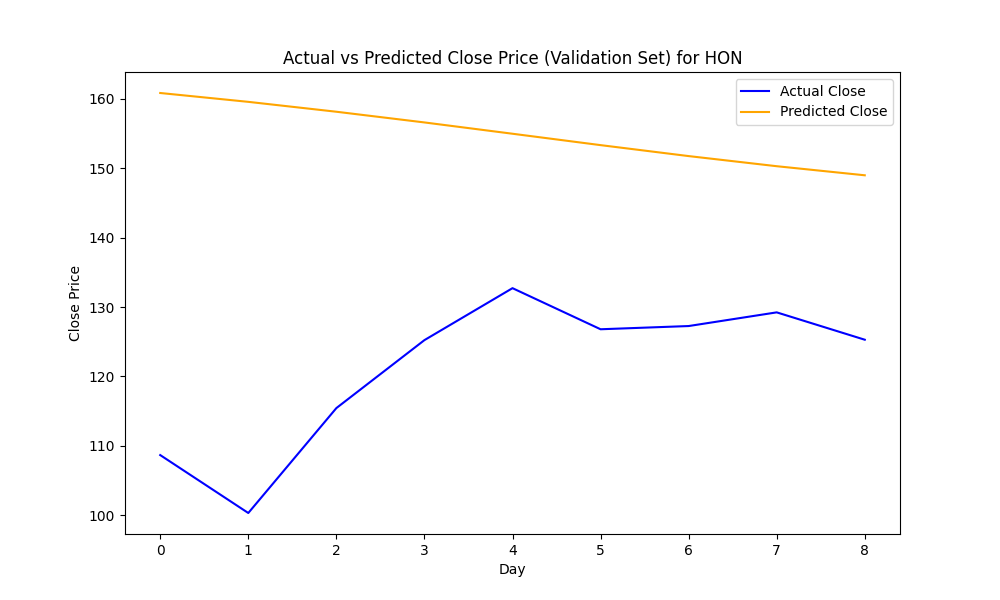 Actual vs Predicted Close Price (Validation Set) for HON
Actual Close
Predicted Close
Close Price
160
150
140
130
120
110
100
0 1 2 3 4 5 6 7 8
Day